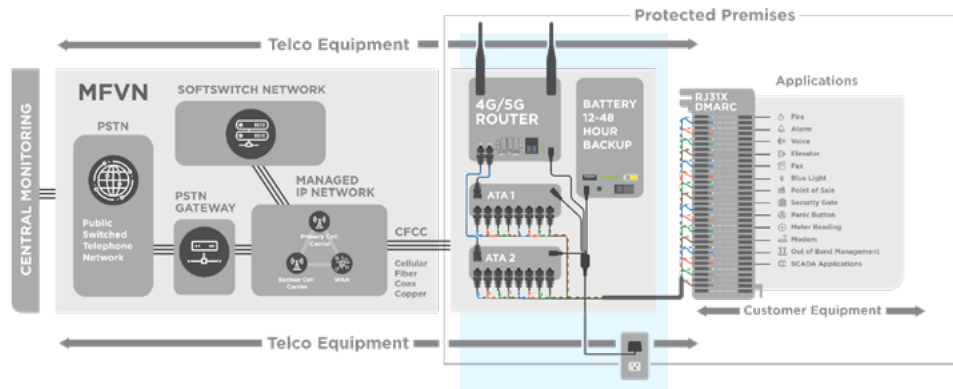 Protected Premises
Telco Equipment
CENTRAL MONITORING
MFVN
SOFTSWITCH NETWORK
PSTN
Public
Switched
Telephone
Network
PSTN
GATEWAY
MANAGED
IP NETWORK
Primary Cell
Carrier
Backup Cell
Carrier
WAN
CFCC
Cellular
Fiber
Coax
Copper
4G/5G
ROUTER
BATTERY
12-48
HOUR
BACKUP
ATA 1
ATA 2
RJ31X
DMARC
Applications
Fire
Alarm
Voice
Elevator
Fax
Blue Light
Point of Sale
Security Gate
Panic Button
Meter Reading
Modem
Out of Band Management
SCADA Applications
Customer Equipment
Telco Equipment